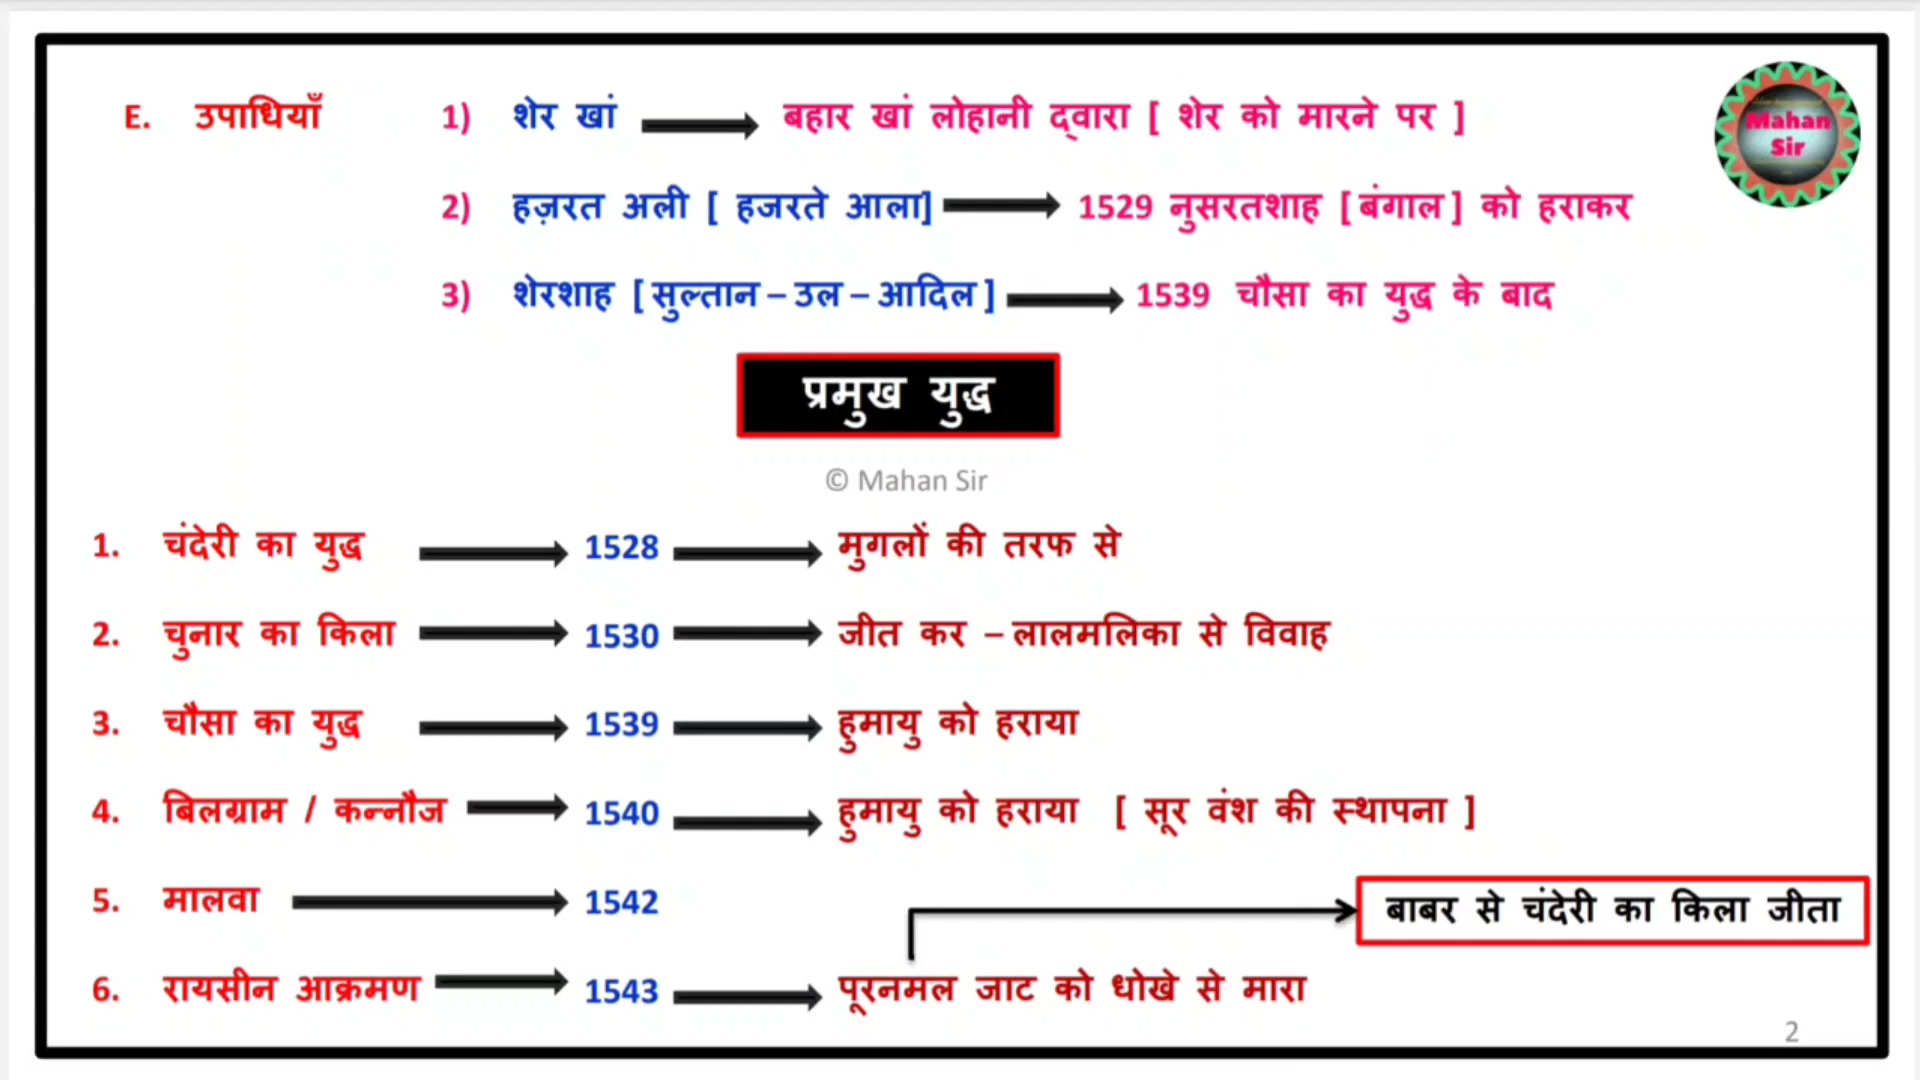 E. उपाधियाँ 1) शेर खां बहार खां लोहानी द्वारा [ शेर को मारने पर ]
Mahan
Sir
2) हज़रत अली [ हजरते आला] 1529 नुसरतशाह [बंगाल] को हराकर
3) शेरशाह [सुल्तान – उल – आदिल] 1539 चौसा का युद्ध के बाद
प्रमुख युद्ध
© Mahan Sir
1. चंदेरी का युद्ध 1528 मुगलों की तरफ से
2. चुनार का किला 1530 जीत कर – लालमलिका से विवाह
3. चौसा का युद्ध 1539 हुमायु को हराया
4. बिलग्राम / कन्नौज 1540 हुमायु को हराया [ सूर वंश की स्थापना ]
5. मालवा 1542
बाबर से चंदेरी का किला जीता
6. रायसीन आक्रमण 1543 पूरनमल जाट को धोखे से मारा
2